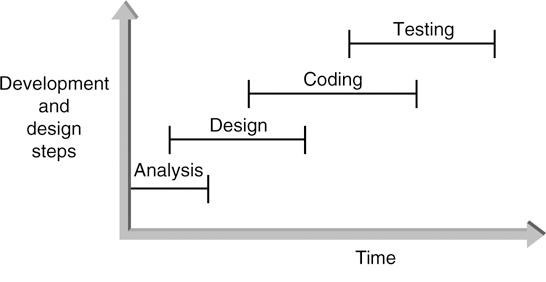 Testing
Coding
Development
and
design
steps
Design
Analysis
Time